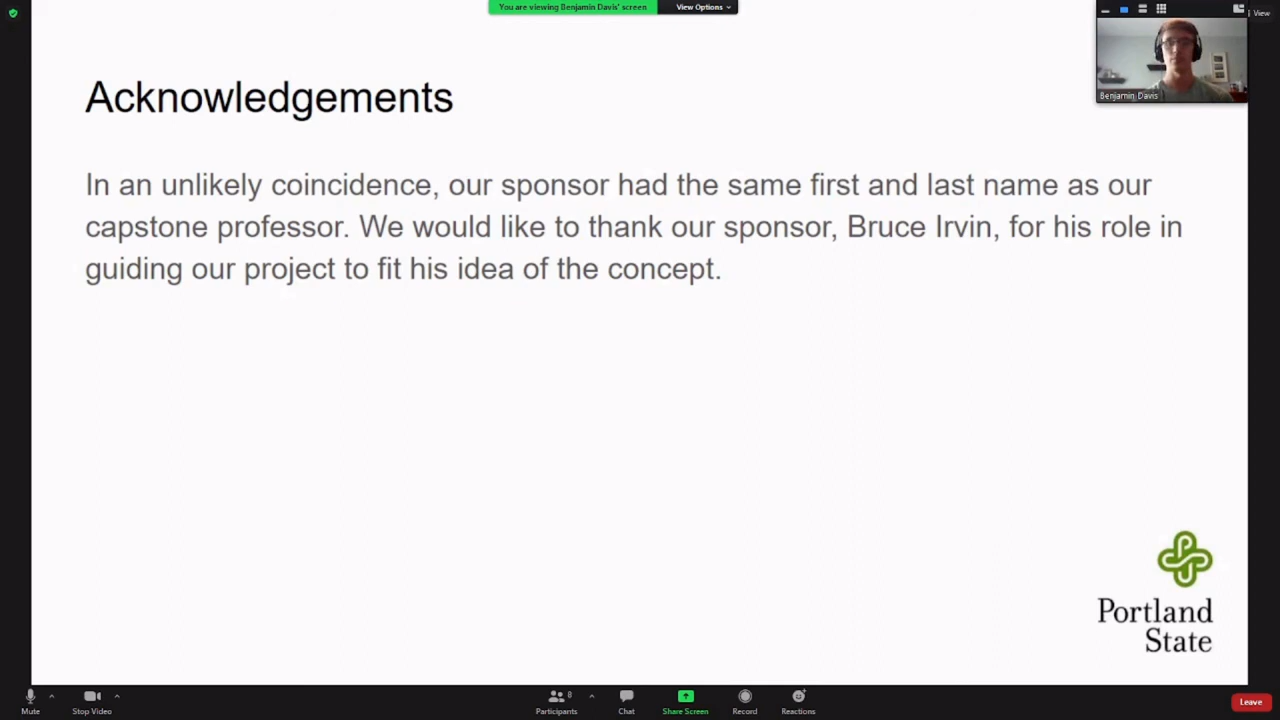 You are viewing Benjamin Davis' screen
View Options
View
Benjamin Davis
Acknowledgements
In an unlikely coincidence, our sponsor had the same first and last name as our
capstone professor. We would like to thank our sponsor, Bruce Irvin, for his role in
guiding our project to fit his idea of the concept.
Portland
State
Mute
Stop Video
8
Participants
Chat
Share Screen
Record
Reactions
Leave